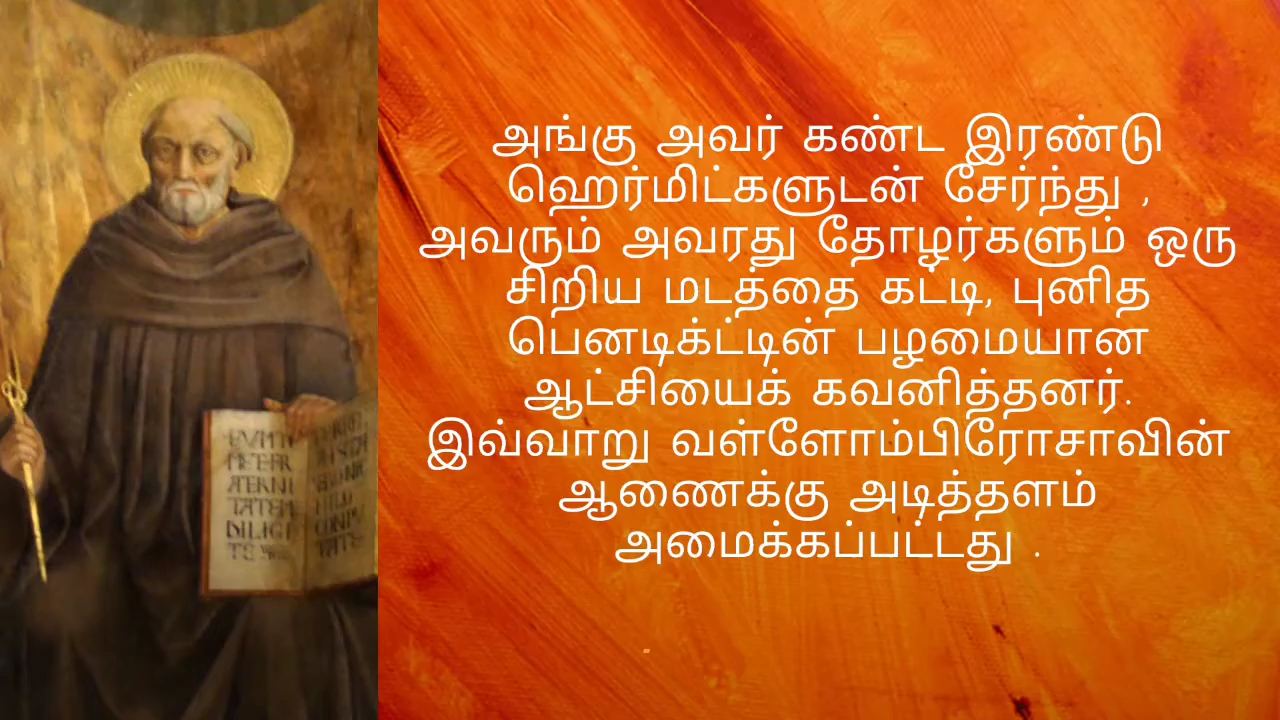 அங்கு அவர் கண்ட இரண்டு
ஹெர்மிட்களுடன் சேர்ந்து ,
அவரும் அவரது தோழர்களும் ஒரு
சிறிய மடத்தை கட்டி, புனித
பெனடிக்ட்டின் பழமையான
ஆட்சியைக் கவனித்தனர்.
இவ்வாறு வள்ளோம்பிரோசாவின்
ஆணைக்கு அடித்தளம்
அமைக்கப்பட்டது .